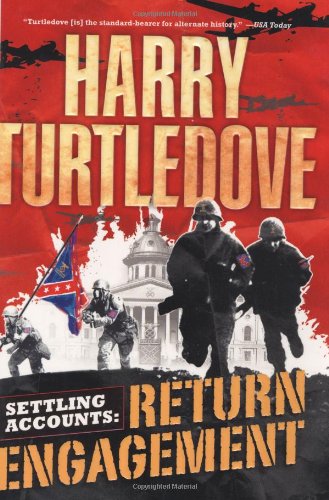 "Turtledove [is] the standard-bearer for alternate history." —USA Today
HARRY
TURTLEDOVE
SETTLING
ACCOUNTS:
RETURN
ENGAGEMENT